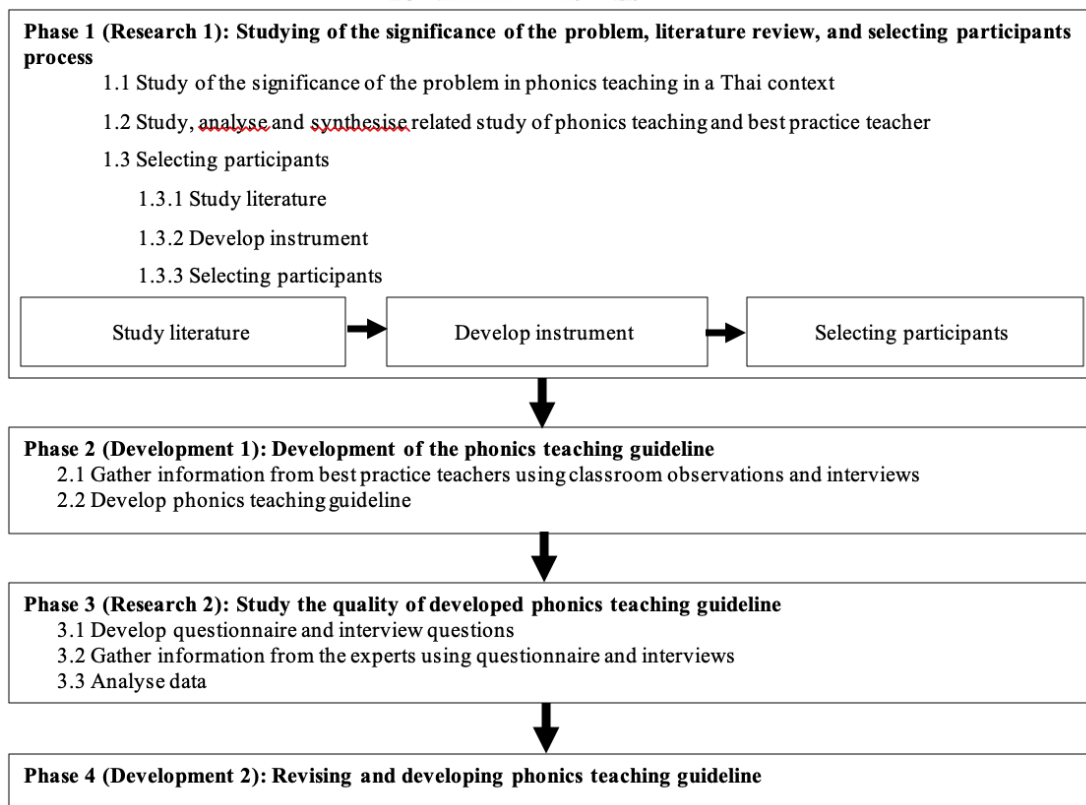 Phase 1 (Research 1): Studying of the significance of the problem, literature review, and selecting participants
process
1.1 Study of the significance of the problem in phonics teaching in a Thai context
1.2 Study, analyse and synthesise related study of phonics teaching and best practice teacher
1.3 Selecting participants
1.3.1 Study literature
1.3.2 Develop instrument
1.3.3 Selecting participants
Study literature
Develop instrument
Selecting participants
Phase 2 (Development 1): Development of the phonics teaching guideline
2.1 Gather information from best practice teachers using classroom observations and interviews
2.2 Develop phonics teaching guideline
Phase 3 (Research 2): Study the quality of developed phonics teaching guideline
3.1 Develop questionnaire and interview questions
3.2 Gather information from the experts using questionnaire and interviews
3.3 Analyse data
Phase 4 (Development 2): Revising and developing phonics teaching guideline